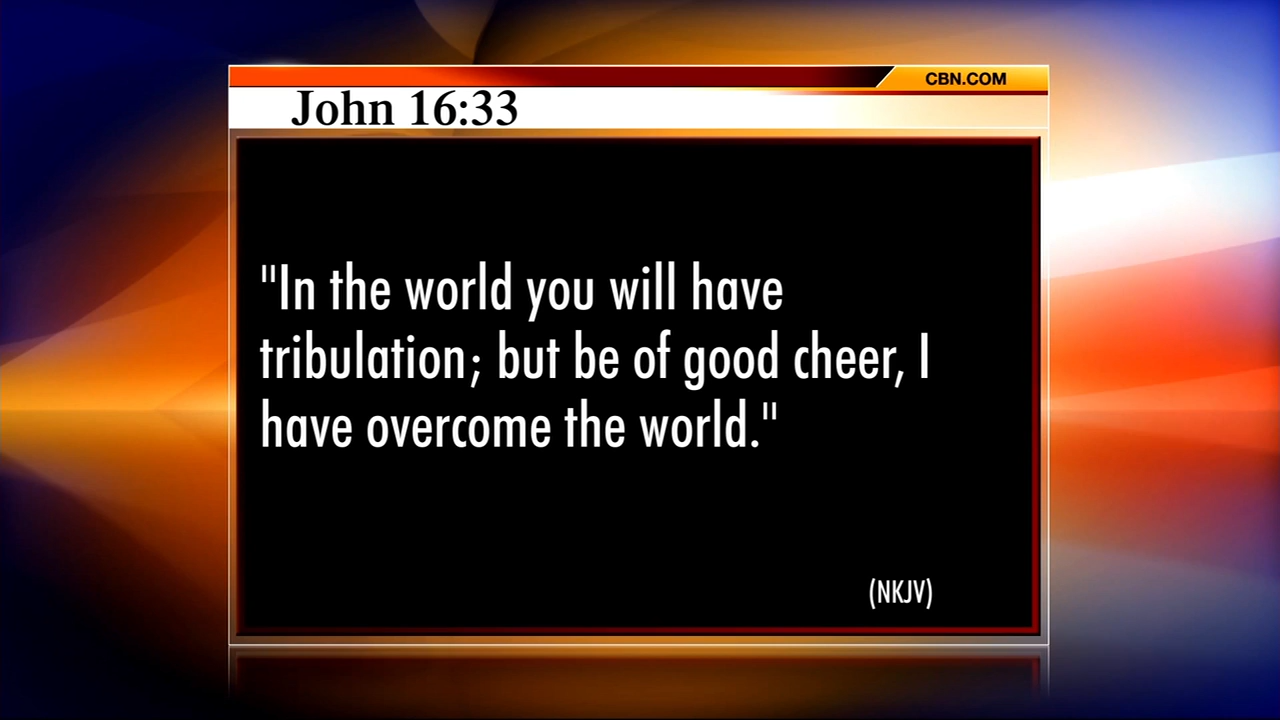 CBN.COM
John 16:33
"In the world you will have
tribulation; but be of good cheer, I
have overcome the world."
(NKJV)